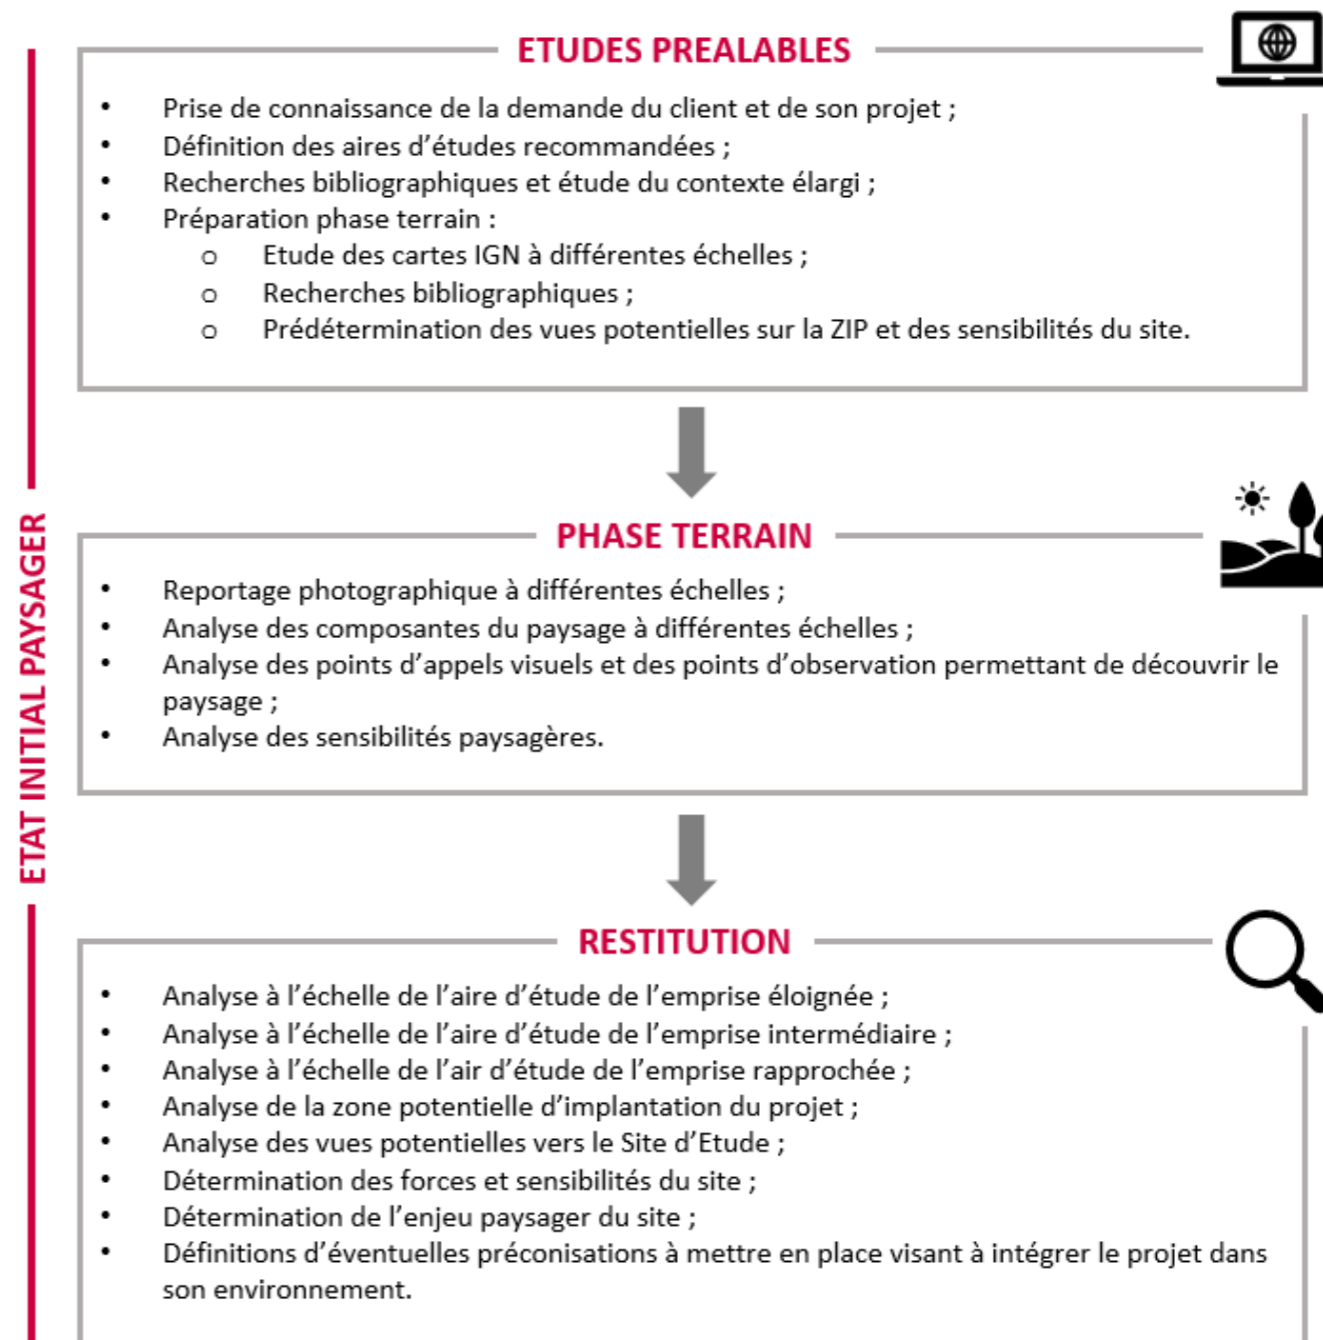 ETUDES PREALABLES
• Prise de connaissance de la demande du client et de son projet ;
• Définition des aires d’études recommandées ;
• Recherches bibliographiques et étude du contexte élargi ;
• Préparation phase terrain :
o Etude des cartes IGN à différentes échelles ;
o Recherches bibliographiques ;
o Prédétermination des vues potentielles sur la ZIP et des sensibilités du site.
ETAT INITIAL PAYSAGER
PHASE TERRAIN
• Reportage photographique à différentes échelles ;
• Analyse des composantes du paysage à différentes échelles ;
• Analyse des points d’appels visuels et des points d’observation permettant de découvrir le
paysage ;
• Analyse des sensibilités paysagères.
RESTITUTION
• Analyse à l’échelle de l’aire d’étude de l’emprise éloignée ;
• Analyse à l’échelle de l’aire d’étude de l’emprise intermédiaire ;
• Analyse à l’échelle de l’air d’étude de l’emprise rapprochée ;
• Analyse de la zone potentielle d’implantation du projet ;
• Analyse des vues potentielles vers le Site d’Etude ;
• Détermination des forces et sensibilités du site ;
• Détermination de l’enjeu paysager du site ;
• Définitions d’éventuelles préconisations à mettre en place visant à intégrer le projet dans
son environnement.